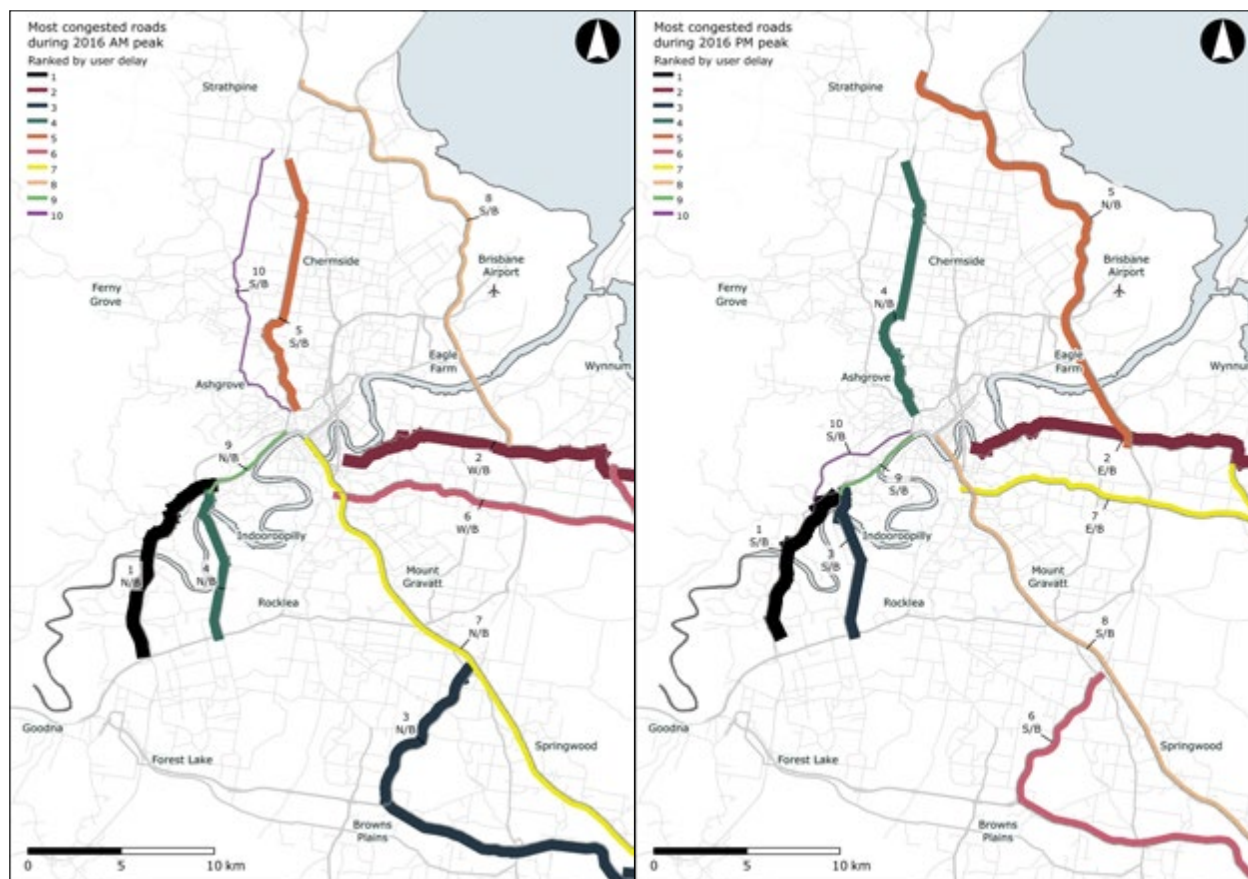 Most congested roads
during 2016 AM peak
Ranked by user delay
1
2
3
4
5
6
7
8
9
10
Strathpine
8
S/B
Chermside
Brisbane
Airport
10
S/B
Ferny
Grove
5
S/B
Eagle
Farm
Wynnum
Ashgrove
9
N/B
2
W/B
6
W/B
Indooroopilly
1
N/B
4
N/B
Mount
Gravatt
Rocklea
7
N/B
3
N/B
Goodna
Springwood
Forest Lake
Browns
Plains
0
5
10 km
Most congested roads
during 2016 PM peak
Ranked by user delay
1
2
3
4
5
6
7
8
9
10
Strathpine
5
N/B
Chermside
Brisbane
Airport
Ferny
Grove
4
N/B
Eagle
Farm
Wynnum
Ashgrove
10
S/B
9
S/B
2
E/B
7
E/B
1
S/B
Indooroopilly
3
S/B
Mount
Gravatt
Rocklea
8
S/B
6
S/B
Goodna
Springwood
Forest Lake
Browns
Plains
0
5
10 km